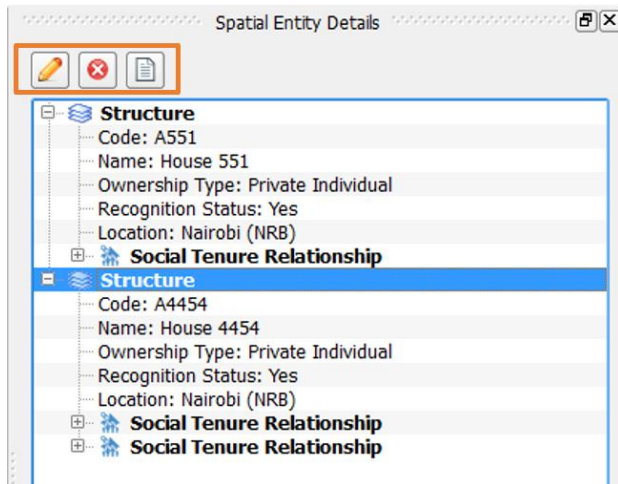 Spatial Entity Details
Structure
Code: A551
Name: House 551
Ownership Type: Private Individual
Recognition Status: Yes
Location: Nairobi (NRB)
Social Tenure Relationship
Structure
Code: A4454
Name: House 4454
Ownership Type: Private Individual
Recognition Status: Yes
Location: Nairobi (NRB)
Social Tenure Relationship
Social Tenure Relationship